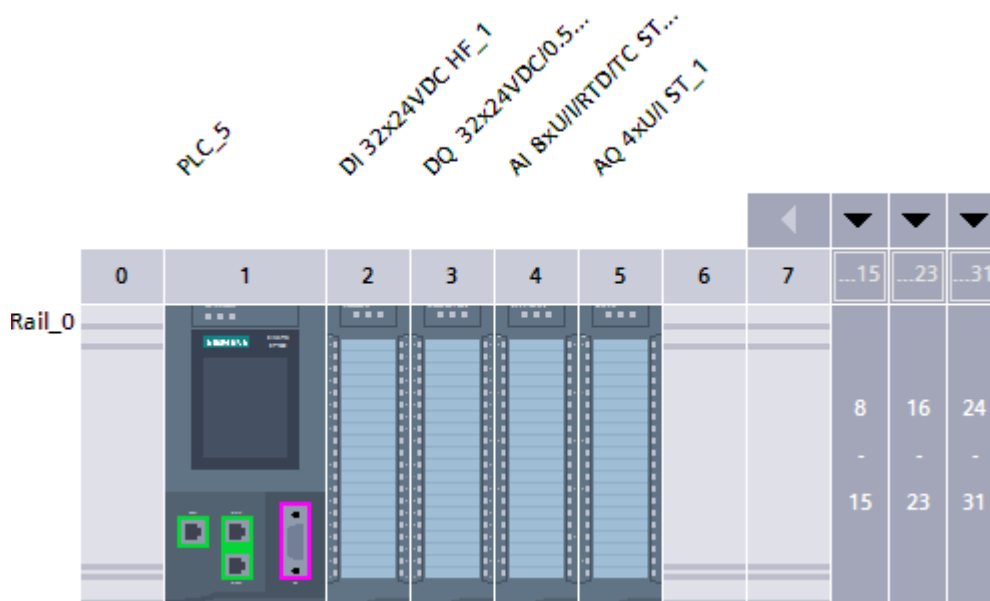 PLC_5
DI 32x24VDC HF_1
DQ 32x24VDC/0.5...
AI 8xU/I/RTD/TC ST...
AQ 4xU/I ST_1
0 1 2 3 4 5 6 7 ...15 ...23 ...31
Rail_0
SIEMENS
8 16 24
- - -
15 23 31